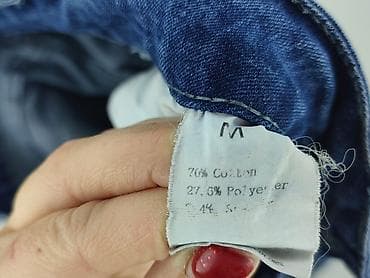 M
70% Cotton
27.6% Polyester